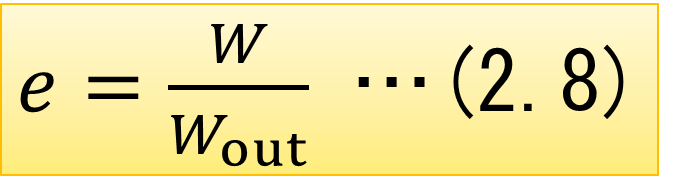 e = W / W_out ⋯(2.8)